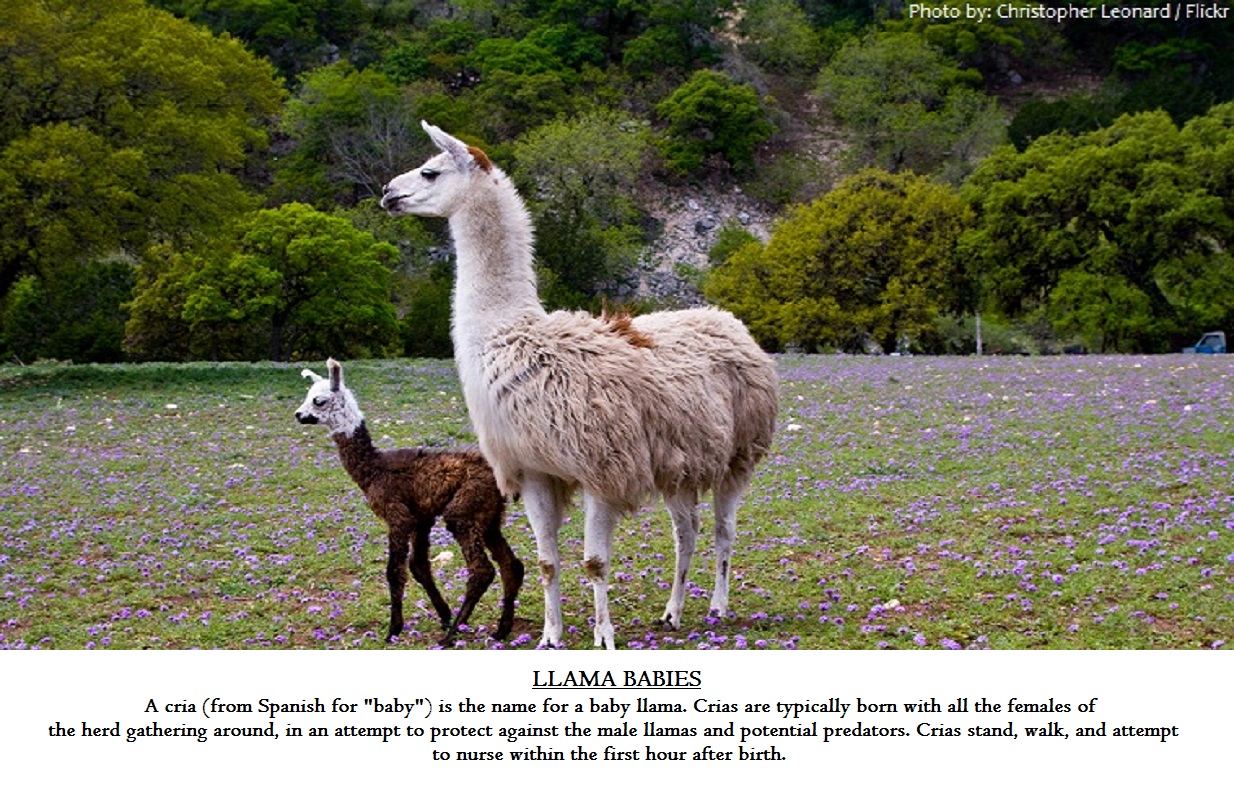 Photo by: Christopher Leonard / Flickr
LLAMA BABIES
A cria (from Spanish for "baby") is the name for a baby llama. Crias are typically born with all the females of
the herd gathering around, in an attempt to protect against the male llamas and potential predators. Crias stand, walk, and attempt
to nurse within the first hour after birth.